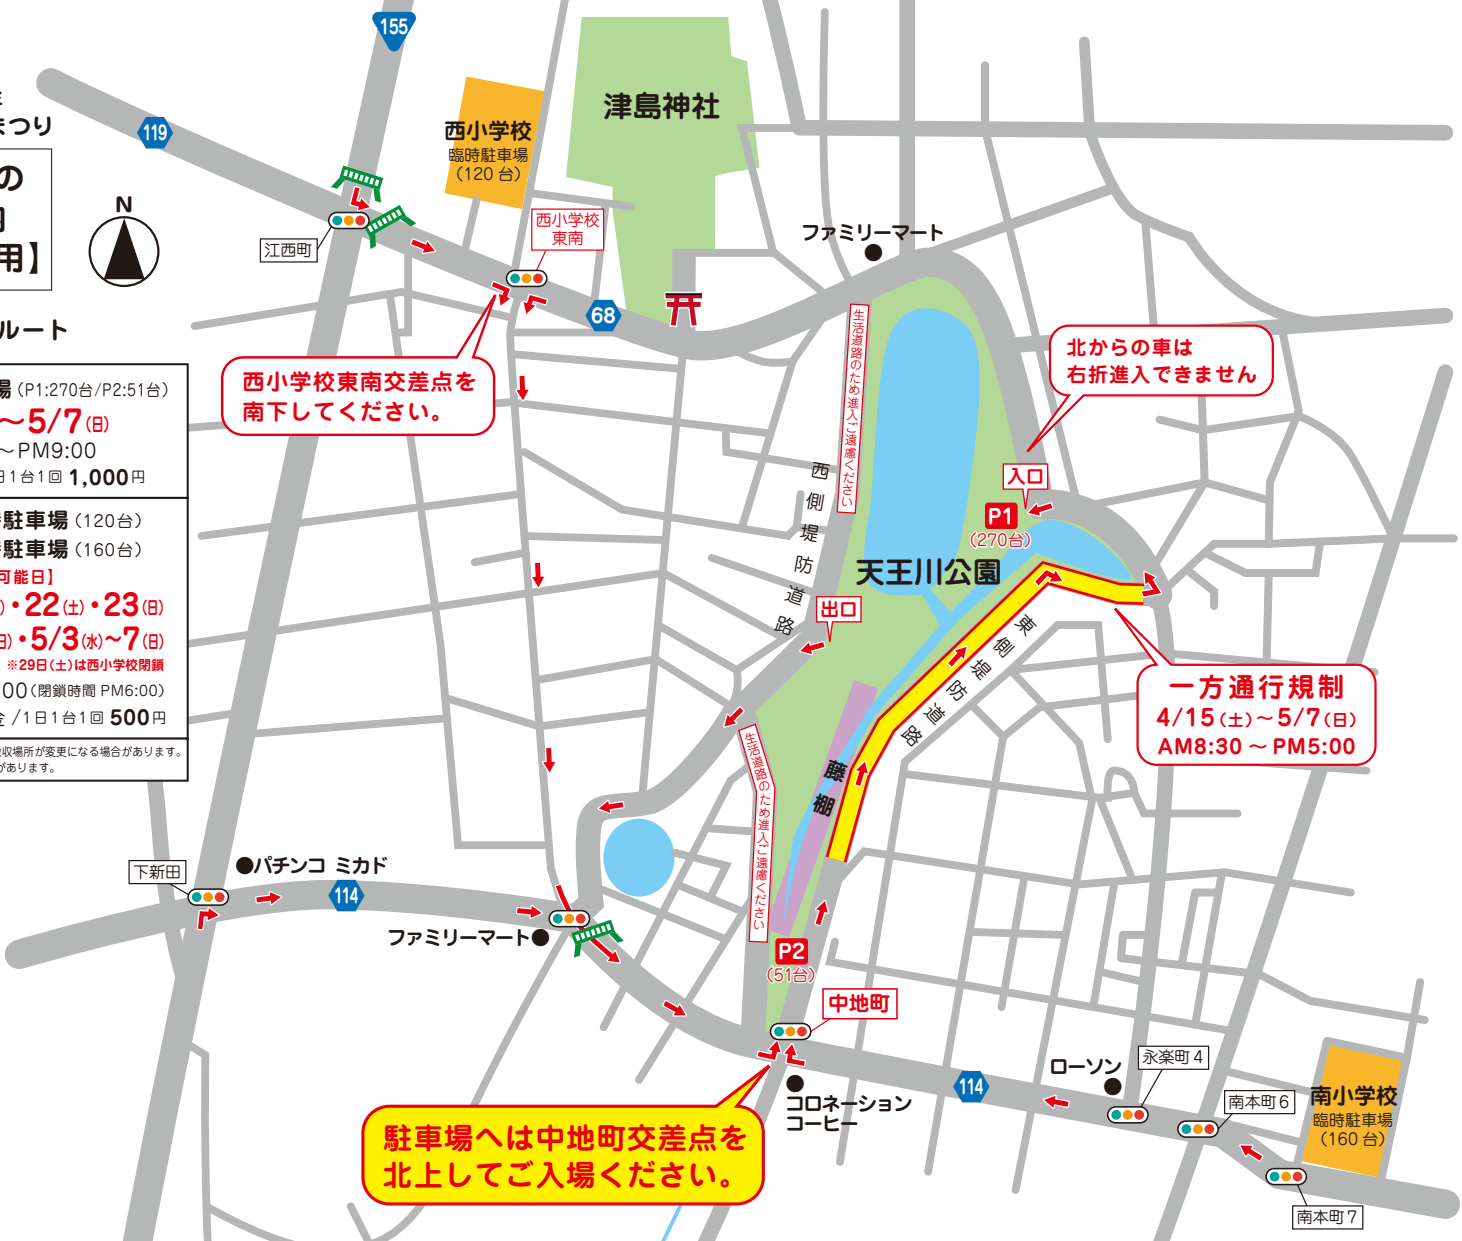 まつり
の
用】
ルート
場（P1:270台/P2:51台）
～5/7（日）
～PM9:00
日1台1回 1,000円
駐車場（120台）
駐車場（160台）
可能日】
・22（土）・23（日）
・5/3（水）～7（日）
※29日（土）は西小学校閉鎖
00（閉鎖時間 PM6:00）
金 /1日1台1回 500円
収場所が変更になる場合があります。
があります。
N
155
119
西小学校
臨時駐車場
（120台）
津島神社
江西町
西小学校
東南
68
ファミリーマート
西小学校東南交差点を
南下してください。
生活道路のため進入ご遠慮ください
北からの車は
右折進入できません
入口
P1
（270台）
西側堤防道路
天王川公園
出口
東側堤防道路
一方通行規制
4/15（土）～5/7（日）
AM8:30 ～ PM5:00
生活道路のため進入ご遠慮ください
藤棚
下新田
パチンコ ミカド
114
ファミリーマート
P2
（51台）
中地町
コロネーション
コーヒー
114
ローソン
永楽町4
南本町6
南小学校
臨時駐車場
（160台）
南本町7
駐車場へは中地町交差点を
北上してご入場ください。